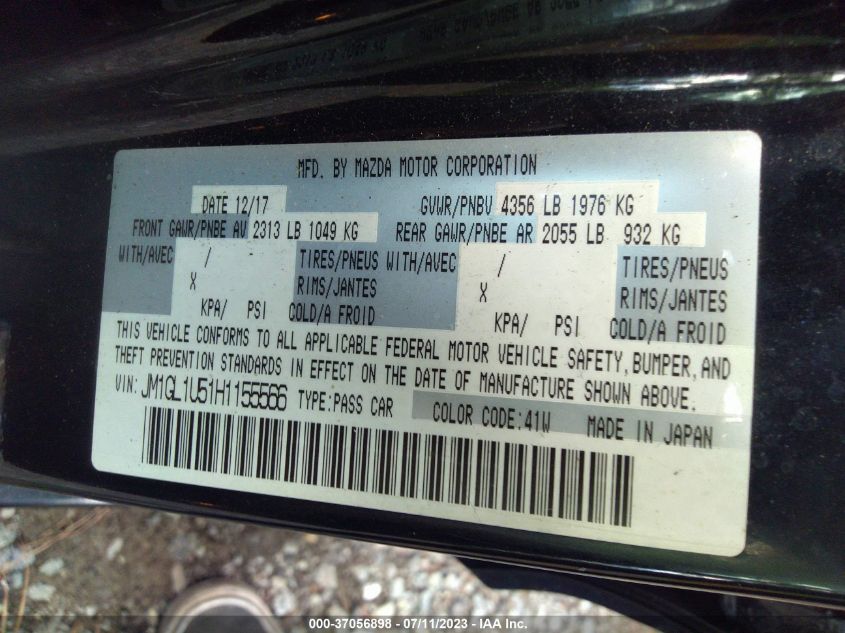 MFD. BY MAZDA MOTOR CORPORATION
DATE 12/17 GVWR/PNBV 4356 LB 1976 KG
FRONT GAWR/PNBE AV 2313 LB 1049 KG REAR GAWR/PNBE AR 2055 LB 932 KG
WITH/AVEC / TIRES/PNEUS WITH/AVEC / TIRES/PNEUS
X RIMS/JANTES X RIMS/JANTES
KPA/ PSI COLD/A FROID KPA/ PSI COLD/A FROID
THIS VEHICLE CONFORMS TO ALL APPLICABLE FEDERAL MOTOR VEHICLE SAFETY, BUMPER, AND
THEFT PREVENTION STANDARDS IN EFFECT ON THE DATE OF MANUFACTURE SHOWN ABOVE.
VIN: JM1GL1U51H1155566 TYPE:PASS CAR COLOR CODE:41W MADE IN JAPAN
000-37056898 - 07/11/2023 - IAA Inc.